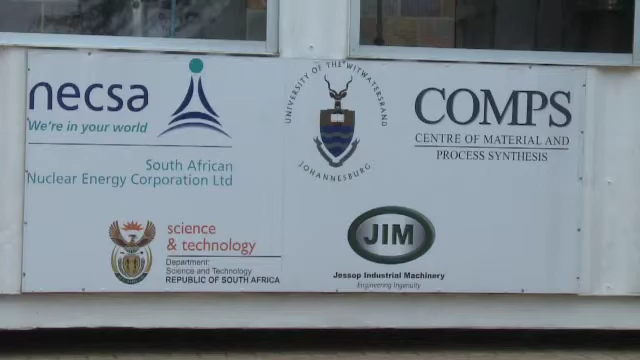 necsa
We're in your world
South African
Nuclear Energy Corporation Ltd
UNIVERSITY OF THE WITWATERSRAND
JOHANNESBURG
COMPS
CENTRE OF MATERIAL AND
PROCESS SYNTHESIS
science
& technology
Department:
Science and Technology
REPUBLIC OF SOUTH AFRICA
JIM
Jessop Industrial Machinery
Engineering Ingenuity